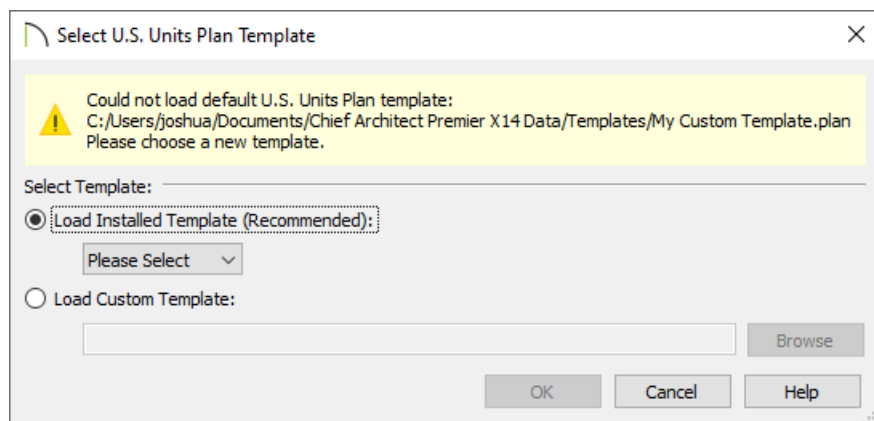 Select U.S. Units Plan Template
Could not load default U.S. Units Plan template:
C:/Users/joshua/Documents/Chief Architect Premier X14 Data/Templates/My Custom Template.plan
Please choose a new template.
Select Template:
Load Installed Template (Recommended):
Please Select
Load Custom Template:
Browse
OK Cancel Help